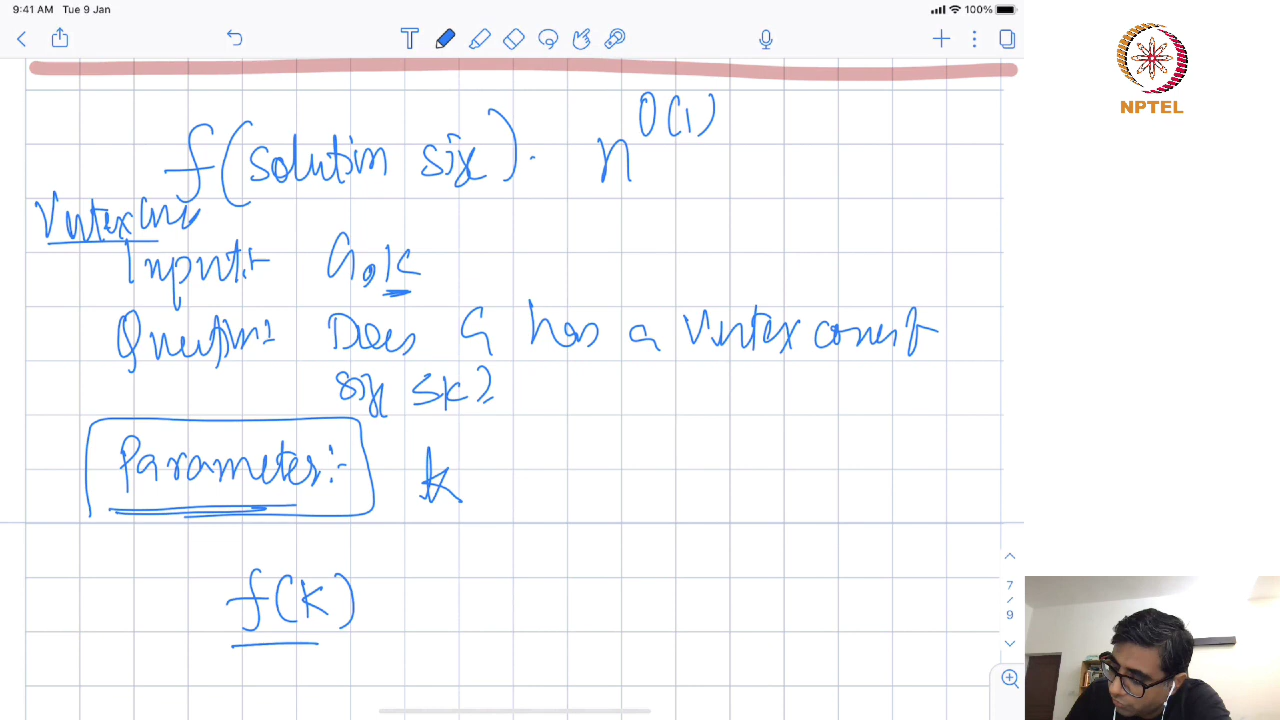 9:41 AM Tue 9 Jan
100%
NPTEL
f(solution size) · n^O(1)
Vertex Cover
Input:- G, k
Question: Does G has a vertex cover of
size ≤k?
Parameter:- k
f(k)
7
/
9